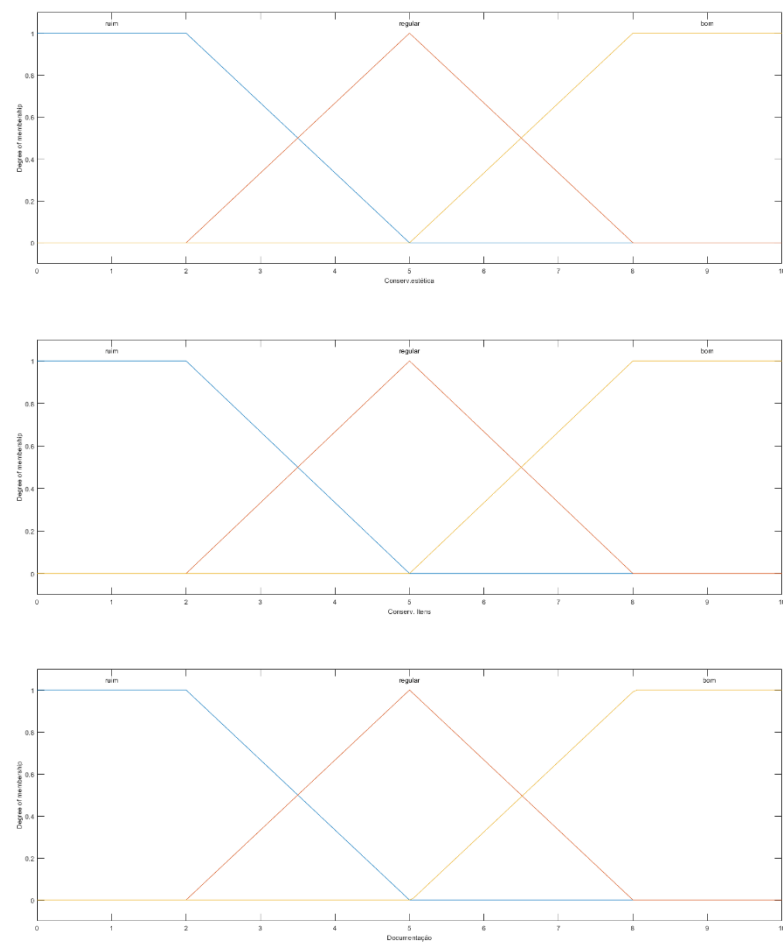 ruim regular bom
1
0.8
0.6
0.4
0.2
0
Degree of membership
0 1 2 3 4 5 6 7 8 9 10
Conserv.estética
ruim regular bom
1
0.8
0.6
0.4
0.2
0
Degree of membership
0 1 2 3 4 5 6 7 8 9 10
Conserv. Itens
ruim regular bom
1
0.8
0.6
0.4
0.2
0
Degree of membership
0 1 2 3 4 5 6 7 8 9 10
Documentação